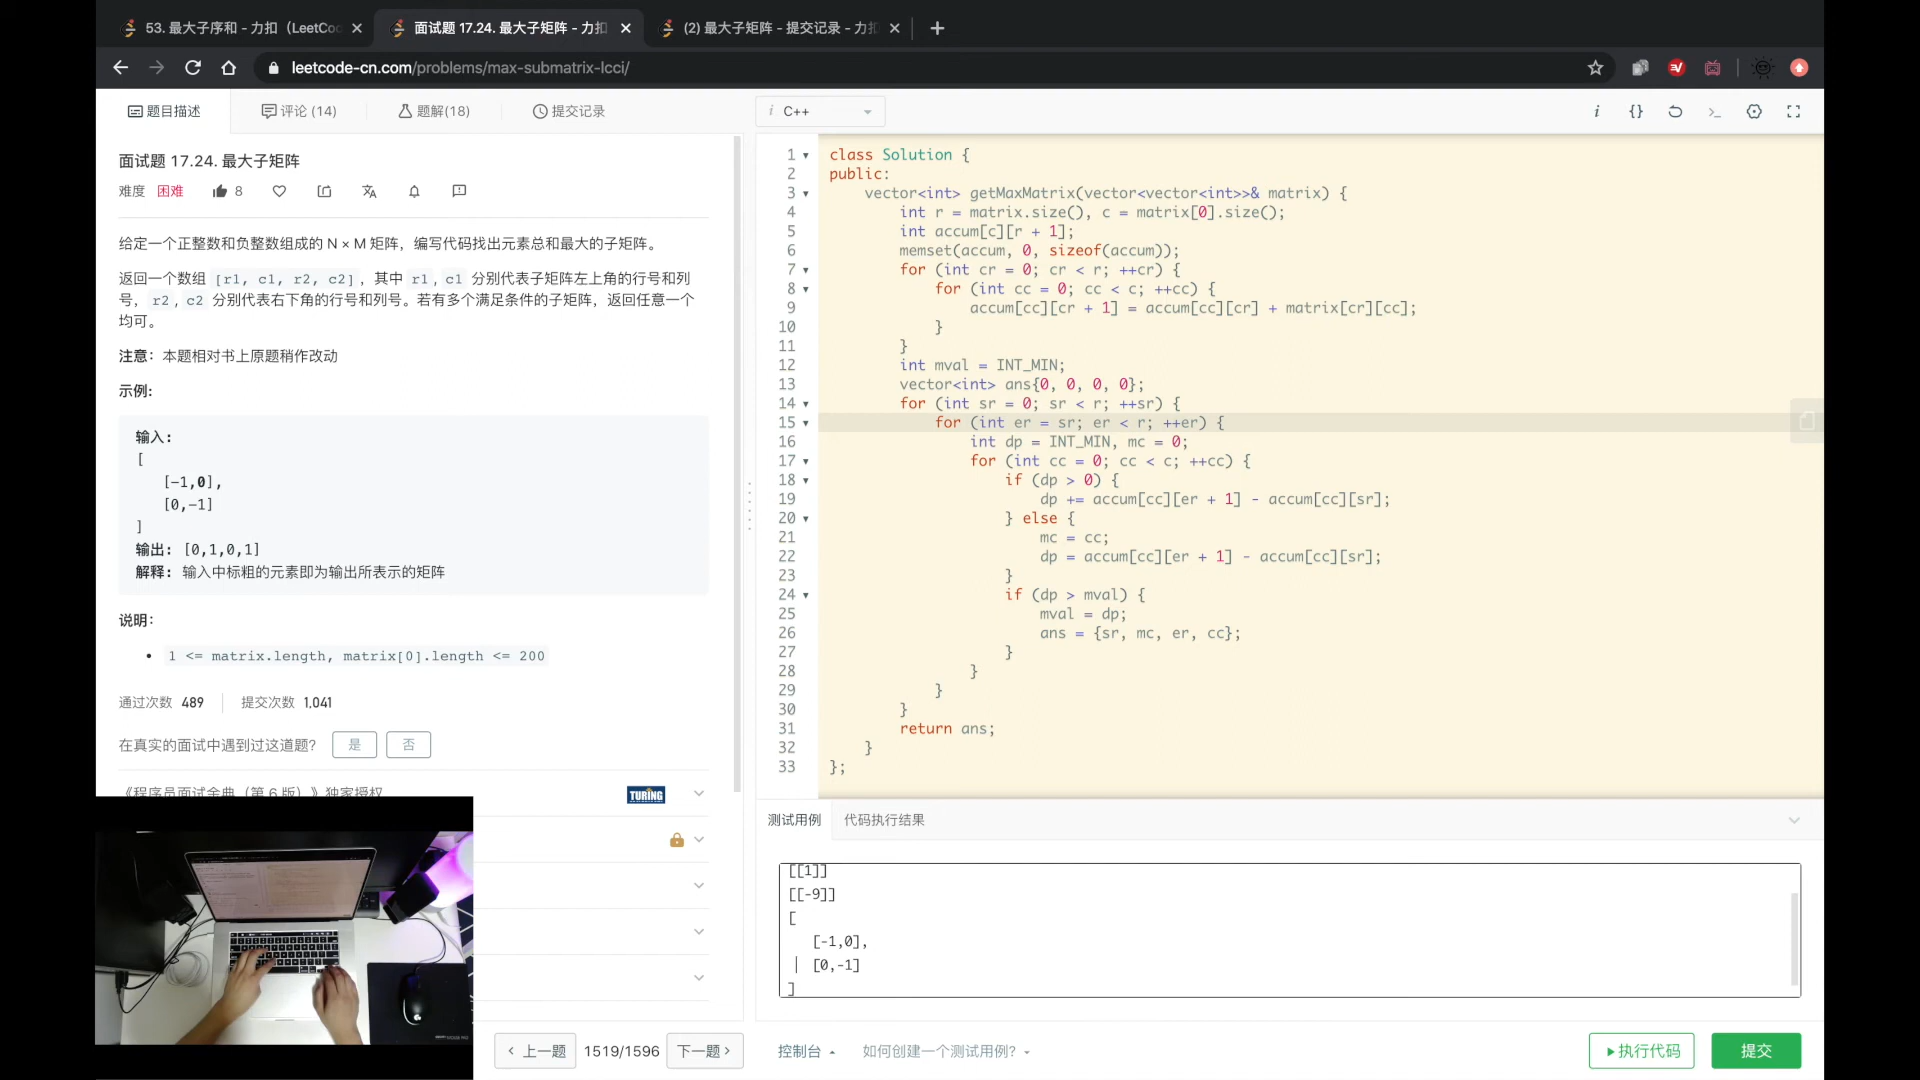 53. 最大子序和 - 力扣（LeetCo
面试题 17.24. 最大子矩阵 - 力扣
(2) 最大子矩阵 - 提交记录 - 力扣
leetcode-cn.com/problems/max-submatrix-lcci/
题目描述
评论 (14)
题解(18)
提交记录
面试题 17.24. 最大子矩阵
难度 困难 8
给定一个正整数和负整数组成的 N × M 矩阵，编写代码找出元素总和最大的子矩阵。
返回一个数组 [r1, c1, r2, c2]，其中 r1, c1 分别代表子矩阵左上角的行号和列
号，r2, c2 分别代表右下角的行号和列号。若有多个满足条件的子矩阵，返回任意一个
均可。
注意：本题相对书上原题稍作改动
示例:
输入:
[
[-1,0],
[0,-1]
]
输出: [0,1,0,1]
解释: 输入中标粗的元素即为输出所表示的矩阵
说明:
• 1 <= matrix.length, matrix[0].length <= 200
通过次数 489 提交次数 1,041
在真实的面试中遇到过这道题? 是 否
《程序员面试金典（第 6 版）》独家授权 TURING
上一题 1519/1596 下一题
i C++
i {}
1 class Solution {
2 public:
3 vector<int> getMaxMatrix(vector<vector<int>>& matrix) {
4 int r = matrix.size(), c = matrix[0].size();
5 int accum[c][r + 1];
6 memset(accum, 0, sizeof(accum));
7 for (int cr = 0; cr < r; ++cr) {
8 for (int cc = 0; cc < c; ++cc) {
9 accum[cc][cr + 1] = accum[cc][cr] + matrix[cr][cc];
10 }
11 }
12 int mval = INT_MIN;
13 vector<int> ans{0, 0, 0, 0};
14 for (int sr = 0; sr < r; ++sr) {
15 for (int er = sr; er < r; ++er) {
16 int dp = INT_MIN, mc = 0;
17 for (int cc = 0; cc < c; ++cc) {
18 if (dp > 0) {
19 dp += accum[cc][er + 1] - accum[cc][sr];
20 } else {
21 mc = cc;
22 dp = accum[cc][er + 1] - accum[cc][sr];
23 }
24 if (dp > mval) {
25 mval = dp;
26 ans = {sr, mc, er, cc};
27 }
28 }
29 }
30 }
31 return ans;
32 }
33 };
测试用例 代码执行结果
[[1]]
[[-9]]
[
[-1,0],
[0,-1]
]
控制台 如何创建一个测试用例? 执行代码 提交